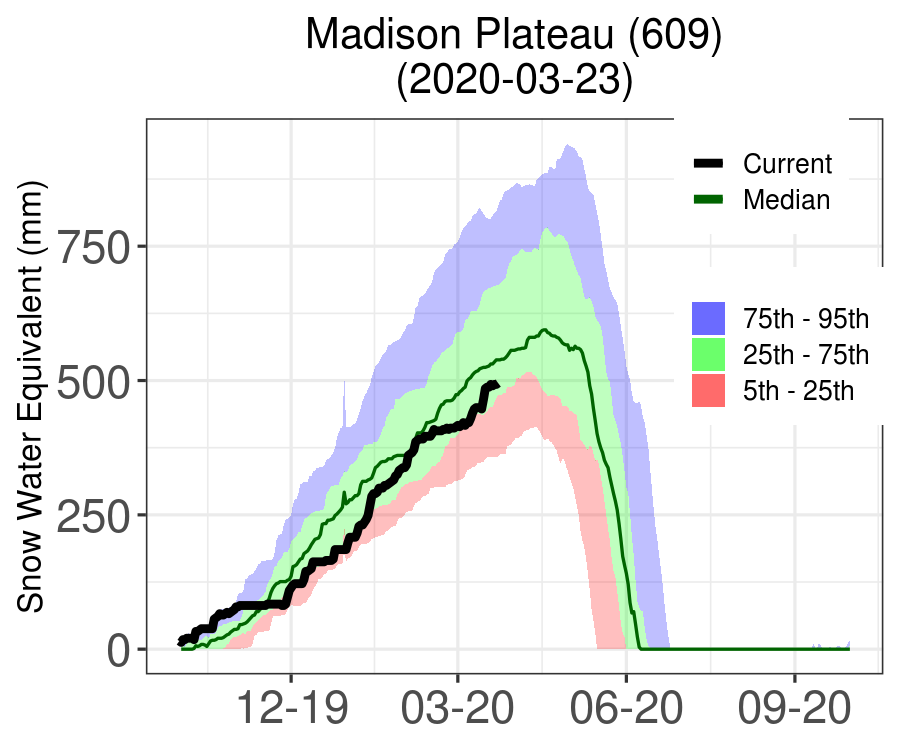 Madison Plateau (609)
(2020-03-23)
Snow Water Equivalent (mm)
750
500
250
0
12-19
03-20
06-20
09-20
Current
Median
75th - 95th
25th - 75th
5th - 25th